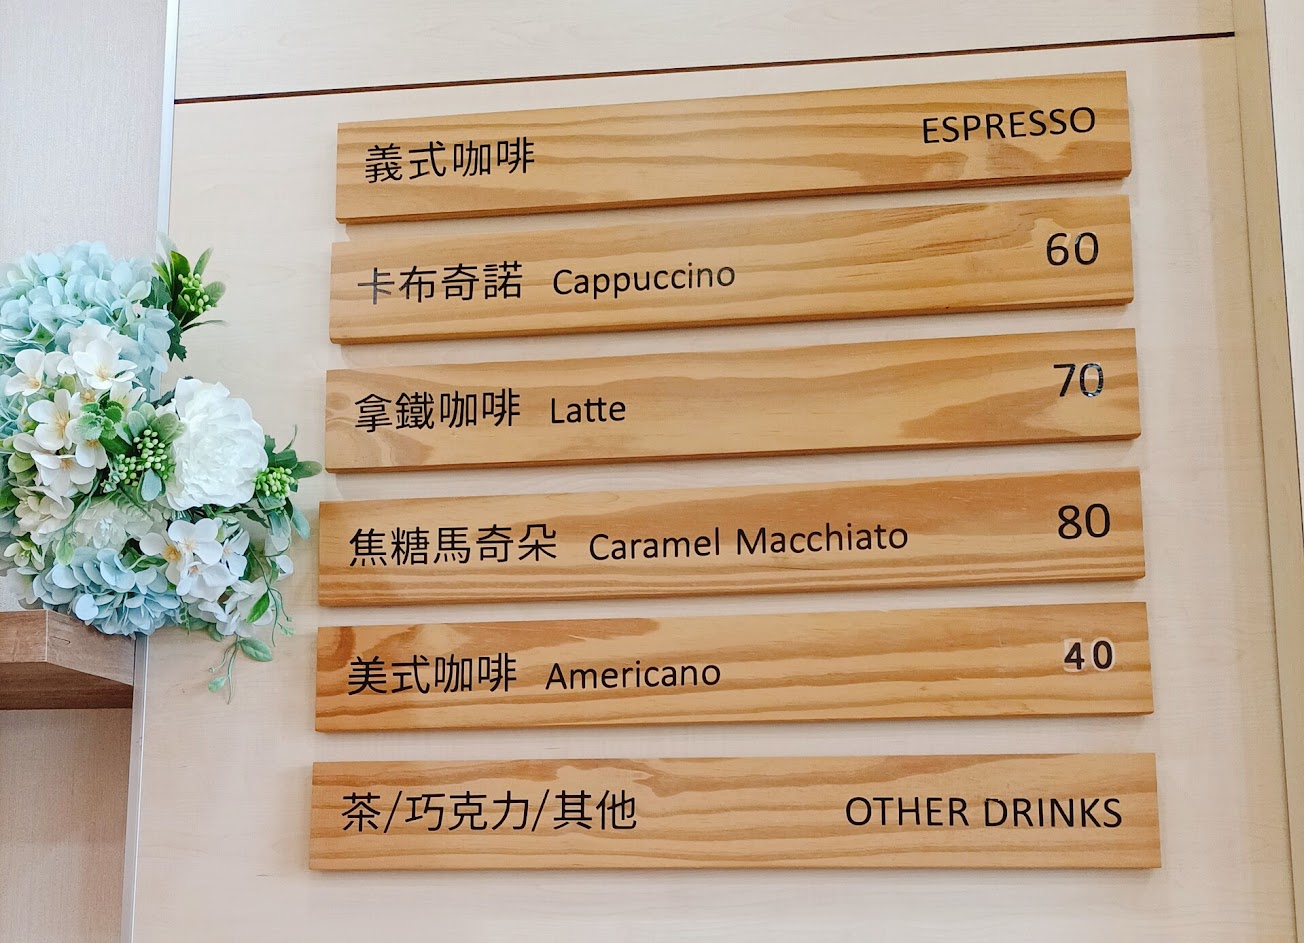 義式咖啡 ESPRESSO
卡布奇諾 Cappuccino 60
拿鐵咖啡 Latte 70
焦糖馬奇朵 Caramel Macchiato 80
美式咖啡 Americano 40
茶/巧克力/其他 OTHER DRINKS